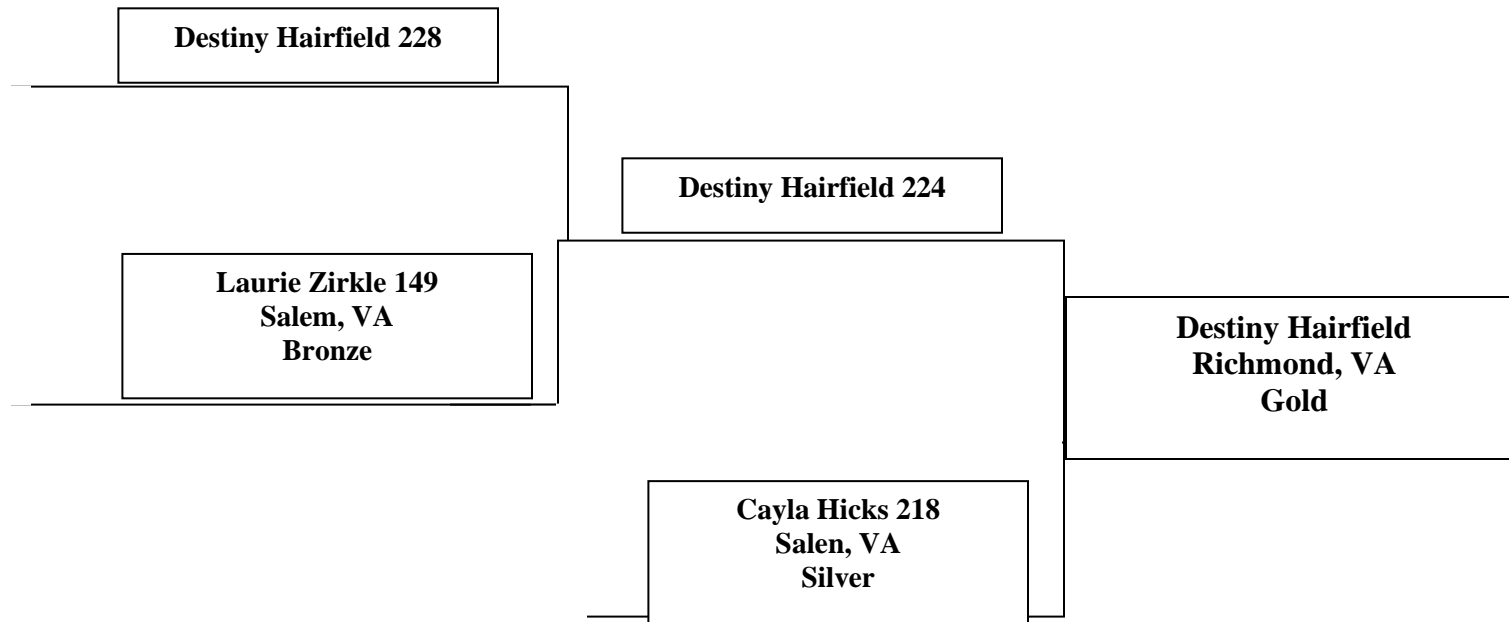 Destiny Hairfield 228
Destiny Hairfield 224
Laurie Zirkle 149
Salem, VA
Bronze
Destiny Hairfield
Richmond, VA
Gold
Cayla Hicks 218
Salen, VA
Silver